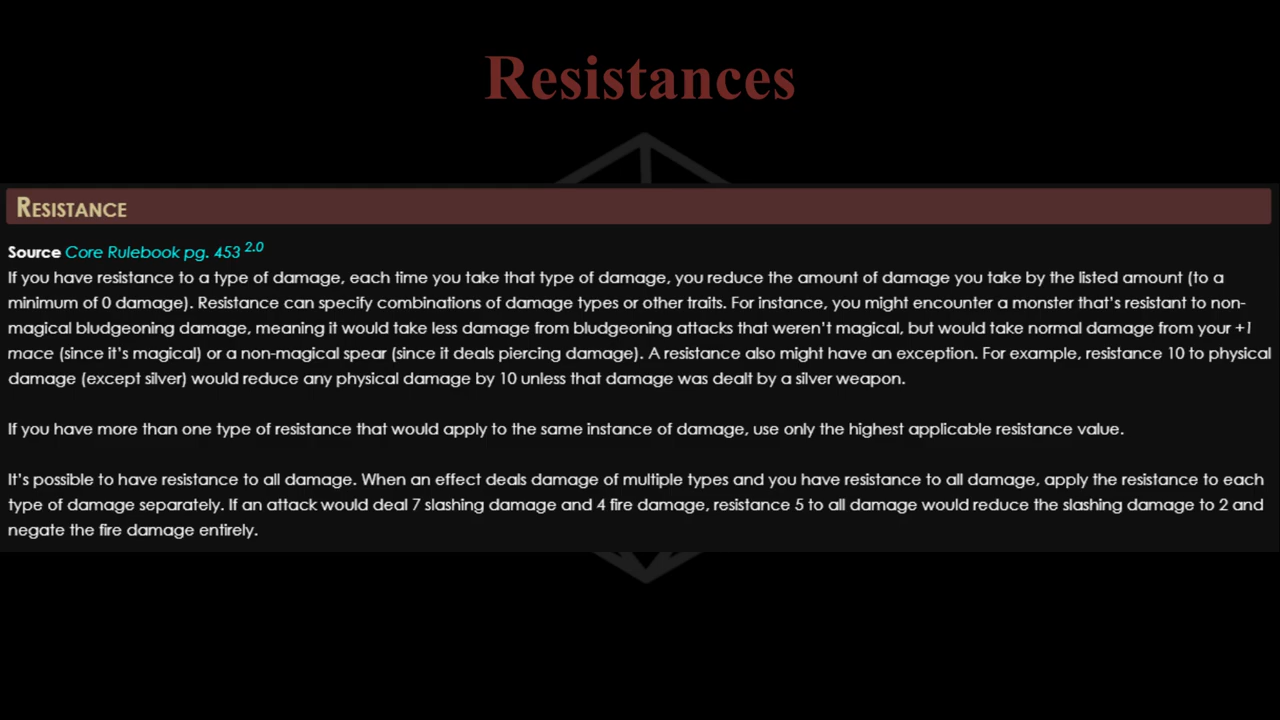 Resistances
RESISTANCE
Source Core Rulebook pg. 453 2.0
If you have resistance to a type of damage, each time you take that type of damage, you reduce the amount of damage you take by the listed amount (to a
minimum of 0 damage). Resistance can specify combinations of damage types or other traits. For instance, you might encounter a monster that's resistant to non-
magical bludgeoning damage, meaning it would take less damage from bludgeoning attacks that weren't magical, but would take normal damage from your +1
mace (since it's magical) or a non-magical spear (since it deals piercing damage). A resistance also might have an exception. For example, resistance 10 to physical
damage (except silver) would reduce any physical damage by 10 unless that damage was dealt by a silver weapon.
If you have more than one type of resistance that would apply to the same instance of damage, use only the highest applicable resistance value.
It's possible to have resistance to all damage. When an effect deals damage of multiple types and you have resistance to all damage, apply the resistance to each
type of damage separately. If an attack would deal 7 slashing damage and 4 fire damage, resistance 5 to all damage would reduce the slashing damage to 2 and
negate the fire damage entirely.